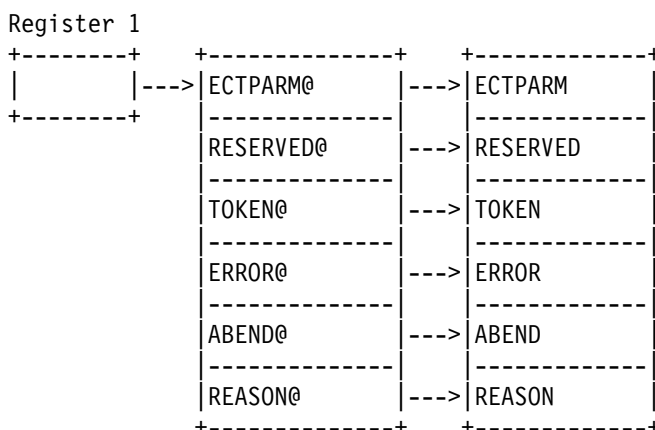 Register 1
+--------+ +--------------+ +-------------+
| |--->|ECTPARM@ |--->|ECTPARM |
+--------+ |--------------| |-------------|
|RESERVED@ |--->|RESERVED |
|--------------| |-------------|
|TOKEN@ |--->|TOKEN |
|--------------| |-------------|
|ERROR@ |--->|ERROR |
|--------------| |-------------|
|ABEND@ |--->|ABEND |
|--------------| |-------------|
|REASON@ |--->|REASON |
+--------------+ +-------------+